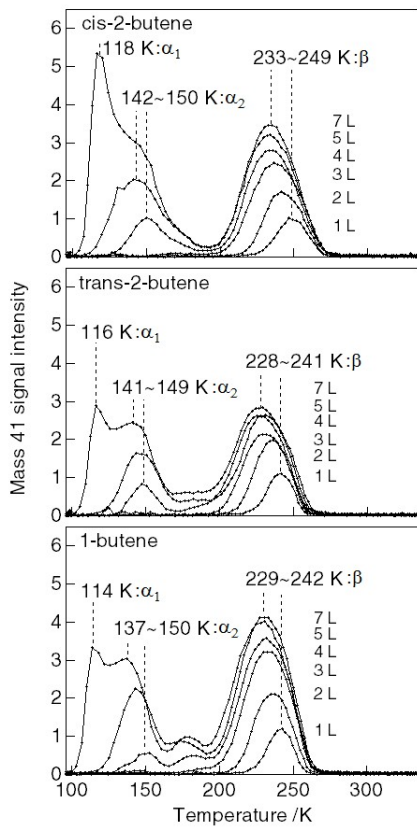 cis-2-butene
118 K:α₁
142~150 K:α₂
233~249 K:β
7 L
5 L
4 L
3 L
2 L
1 L
6
5
4
3
2
1
0
trans-2-butene
116 K:α₁
141~149 K:α₂
228~241 K:β
7 L
5 L
4 L
3 L
2 L
1 L
6
5
4
3
2
1
0
Mass 41 signal intensity
1-butene
114 K:α₁
137~150 K:α₂
229~242 K:β
7 L
5 L
4 L
3 L
2 L
1 L
6
5
4
3
2
1
0
100 150 200 250 300
Temperature /K